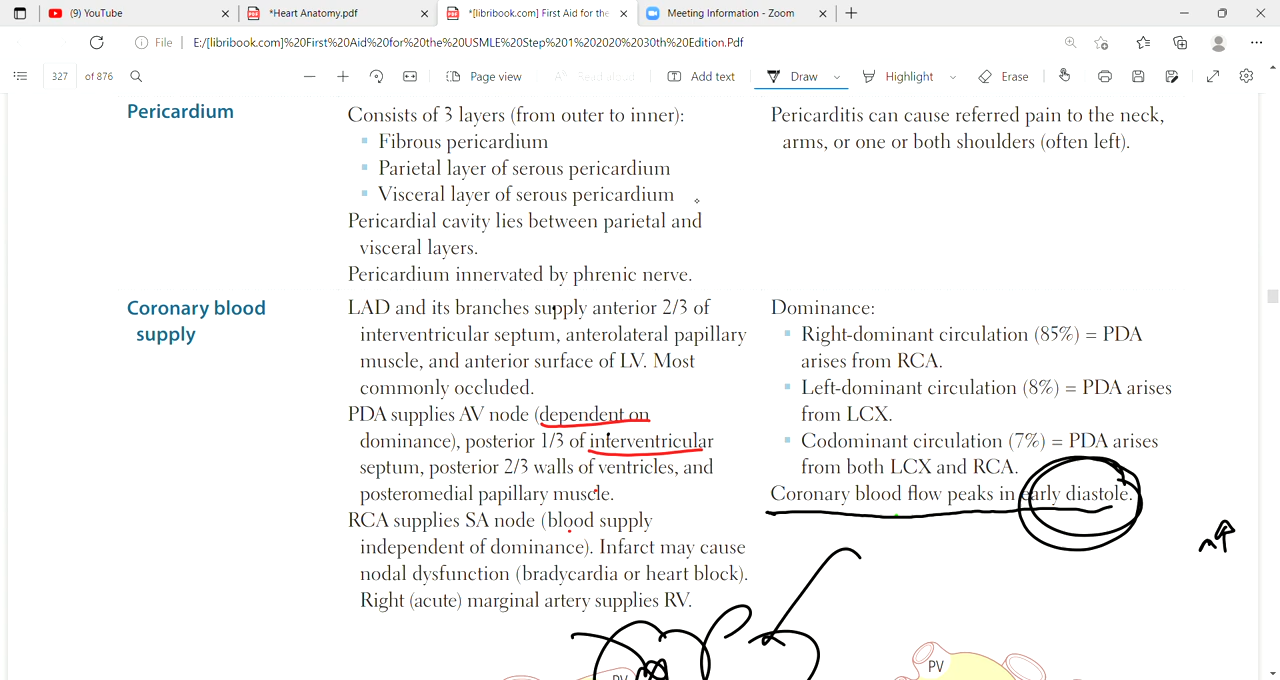 (9) YouTube
*Heart Anatomy.pdf
*[libribook.com] First Aid for the
Meeting Information - Zoom
File
E:/[libribook.com]%20First%20Aid%20for%20the%20USMLE%20Step%201%202020%2030th%20Edition.Pdf
327 of 876
Page view
Read aloud
Add text
Draw
Highlight
Erase
Pericardium
Consists of 3 layers (from outer to inner):
Fibrous pericardium
Parietal layer of serous pericardium
Visceral layer of serous pericardium
Pericardial cavity lies between parietal and
visceral layers.
Pericardium innervated by phrenic nerve.
Pericarditis can cause referred pain to the neck,
arms, or one or both shoulders (often left).
Coronary blood
supply
LAD and its branches supply anterior 2/3 of
interventricular septum, anterolateral papillary
muscle, and anterior surface of LV. Most
commonly occluded.
PDA supplies AV node (dependent on
dominance), posterior 1/3 of interventricular
septum, posterior 2/3 walls of ventricles, and
posteromedial papillary muscle.
RCA supplies SA node (blood supply
independent of dominance). Infarct may cause
nodal dysfunction (bradycardia or heart block).
Right (acute) marginal artery supplies RV.
Dominance:
Right-dominant circulation (85%) = PDA
arises from RCA.
Left-dominant circulation (8%) = PDA arises
from LCX.
Codominant circulation (7%) = PDA arises
from both LCX and RCA.
Coronary blood flow peaks in early diastole.
PV
PV